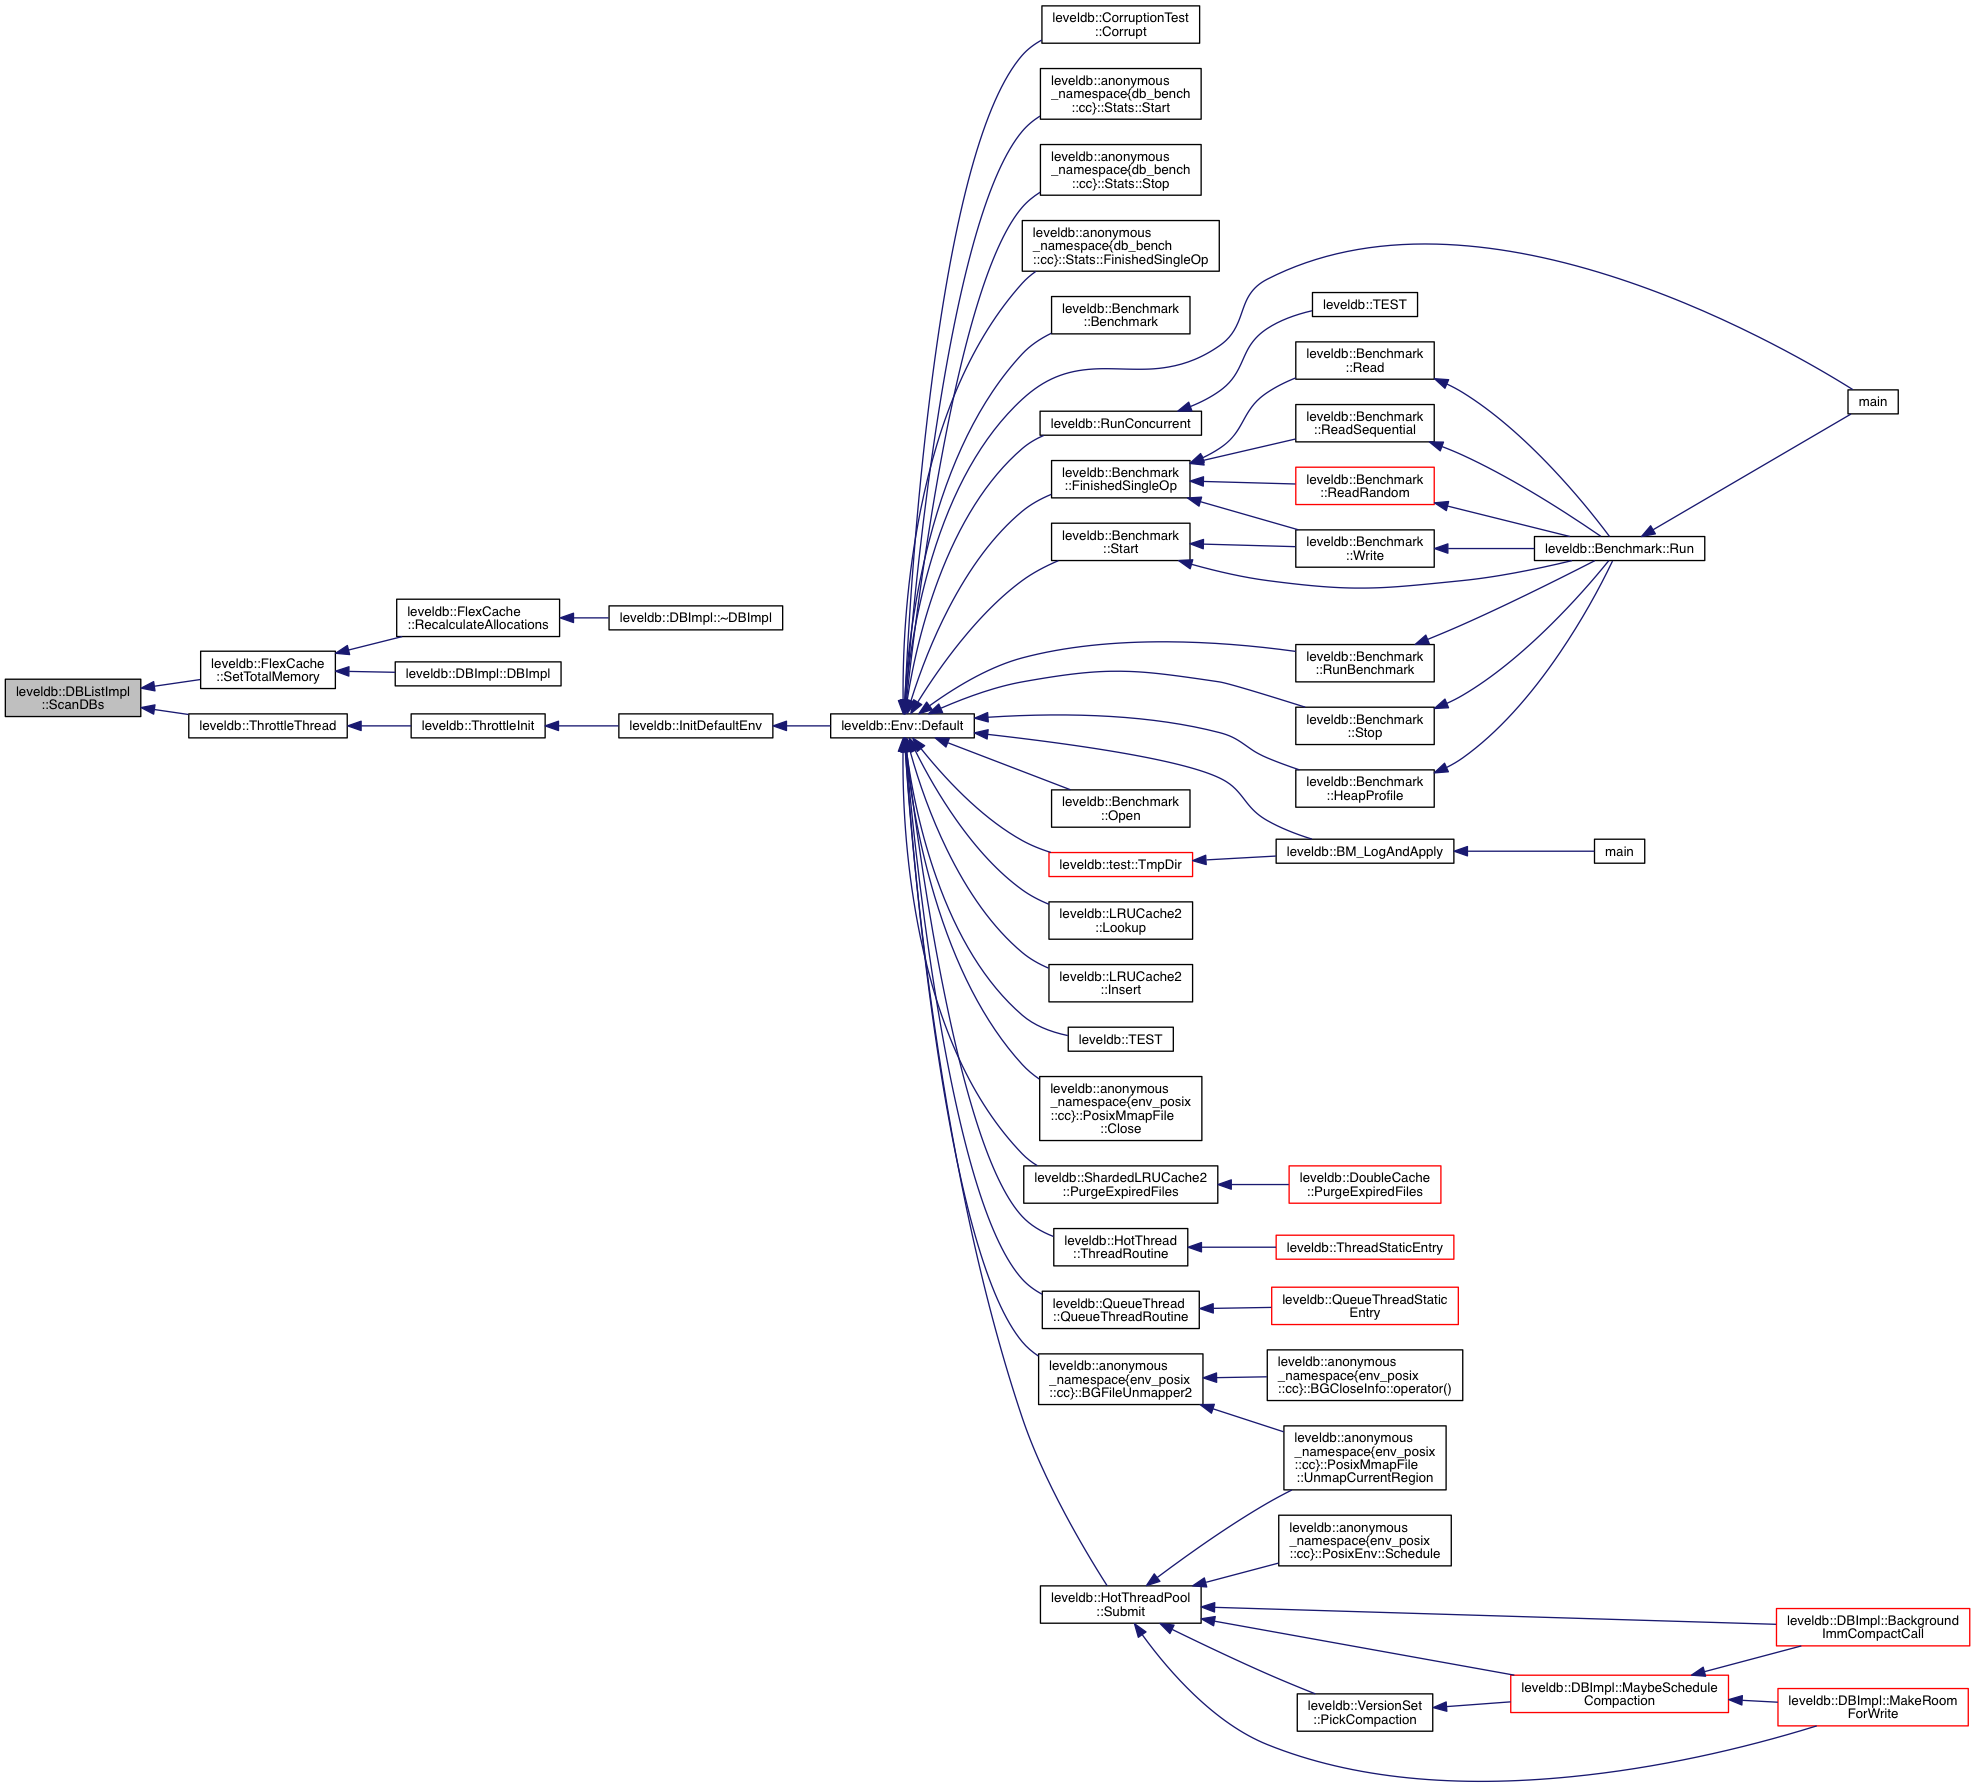 leveldb::CorruptionTest
::Corrupt
leveldb::anonymous
_namespace{db_bench
::cc}::Stats::Start
leveldb::anonymous
_namespace{db_bench
::cc}::Stats::Stop
leveldb::anonymous
_namespace{db_bench
::cc}::Stats::FinishedSingleOp
leveldb::Benchmark
::Benchmark
leveldb::TEST
leveldb::Benchmark
::Read
main
leveldb::RunConcurrent
leveldb::Benchmark
::ReadSequential
leveldb::Benchmark
::FinishedSingleOp
leveldb::Benchmark
::ReadRandom
leveldb::Benchmark
::Start
leveldb::Benchmark
::Write
leveldb::Benchmark::Run
leveldb::FlexCache
::RecalculateAllocations
leveldb::DBImpl::~DBImpl
leveldb::FlexCache
::SetTotalMemory
leveldb::DBImpl::DBImpl
leveldb::Benchmark
::RunBenchmark
leveldb::DBListImpl
::ScanDBs
leveldb::ThrottleThread
leveldb::ThrottleInit
leveldb::InitDefaultEnv
leveldb::Env::Default
leveldb::Benchmark
::Stop
leveldb::Benchmark
::HeapProfile
leveldb::Benchmark
::Open
leveldb::test::TmpDir
leveldb::BM_LogAndApply
main
leveldb::LRUCache2
::Lookup
leveldb::LRUCache2
::Insert
leveldb::TEST
leveldb::anonymous
_namespace{env_posix
::cc}::PosixMmapFile
::Close
leveldb::ShardedLRUCache2
::PurgeExpiredFiles
leveldb::DoubleCache
::PurgeExpiredFiles
leveldb::HotThread
::ThreadRoutine
leveldb::ThreadStaticEntry
leveldb::QueueThread
::QueueThreadRoutine
leveldb::QueueThreadStatic
Entry
leveldb::anonymous
_namespace{env_posix
::cc}::BGFileUnmapper2
leveldb::anonymous
_namespace{env_posix
::cc}::BGCloseInfo::operator()
leveldb::anonymous
_namespace{env_posix
::cc}::PosixMmapFile
::UnmapCurrentRegion
leveldb::anonymous
_namespace{env_posix
::cc}::PosixEnv::Schedule
leveldb::HotThreadPool
::Submit
leveldb::DBImpl::Background
ImmCompactCall
leveldb::DBImpl::MaybeSchedule
Compaction
leveldb::VersionSet
::PickCompaction
leveldb::DBImpl::MakeRoom
ForWrite